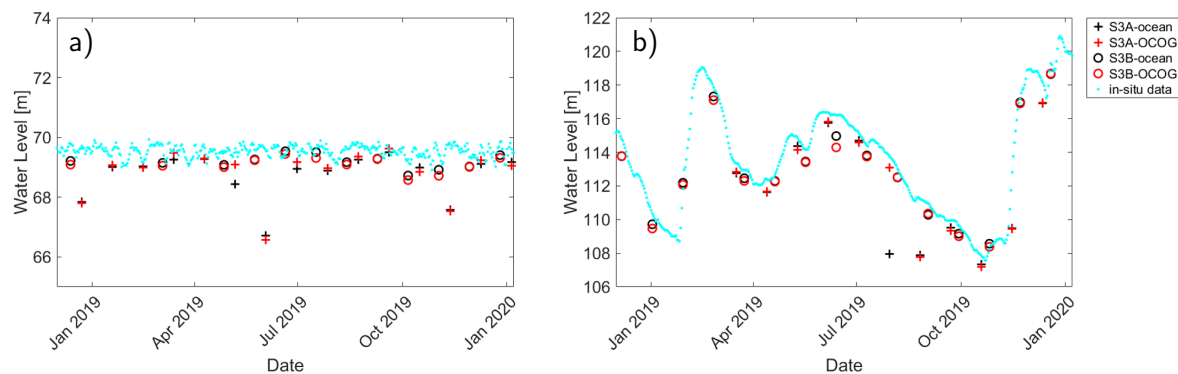 a)
74
72
70
68
66
Water Level [m]
Jan 2019
Apr 2019
Jul 2019
Oct 2019
Jan 2020
Date
b)
122
120
118
116
114
112
110
108
106
Water Level [m]
Jan 2019
Apr 2019
Jul 2019
Oct 2019
Jan 2020
Date
S3A-ocean
S3A-OCOG
S3B-ocean
S3B-OCOG
in-situ data